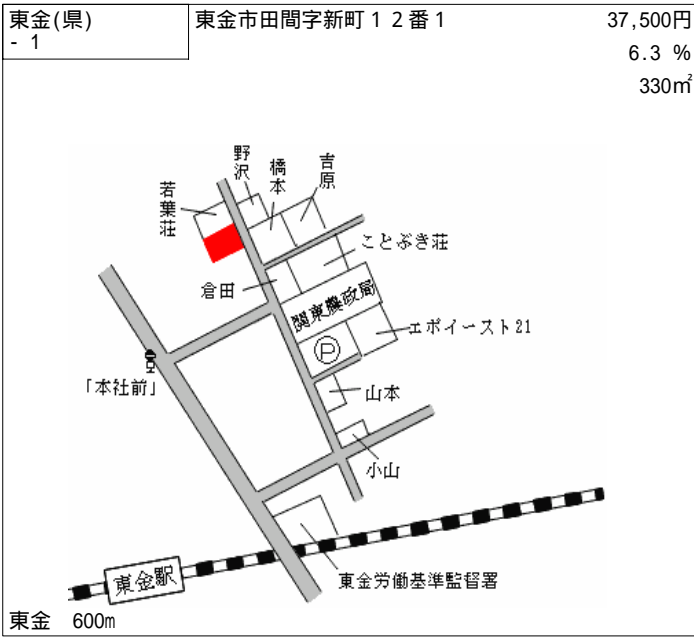 東金(県)
- 1
東金市田間字新町12番1
37,500円
6.3 %
330㎡
野沢
橋本
吉原
若葉荘
ことぶき荘
倉田
関東農政局
エポイースト21
P
「本社前」
山本
小山
東金駅
東金労働基準監督署
東金 600m